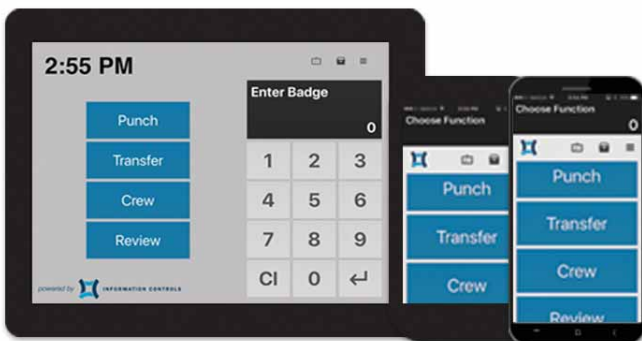 2:55 PM
Enter Badge
0
Punch
Transfer
Crew
Review
1 2 3
4 5 6
7 8 9
Cl 0
powered by INFORMATION CONTROLS
Choose Function
Punch
Transfer
Crew
Choose Function
0
Punch
Transfer
Crew
Review